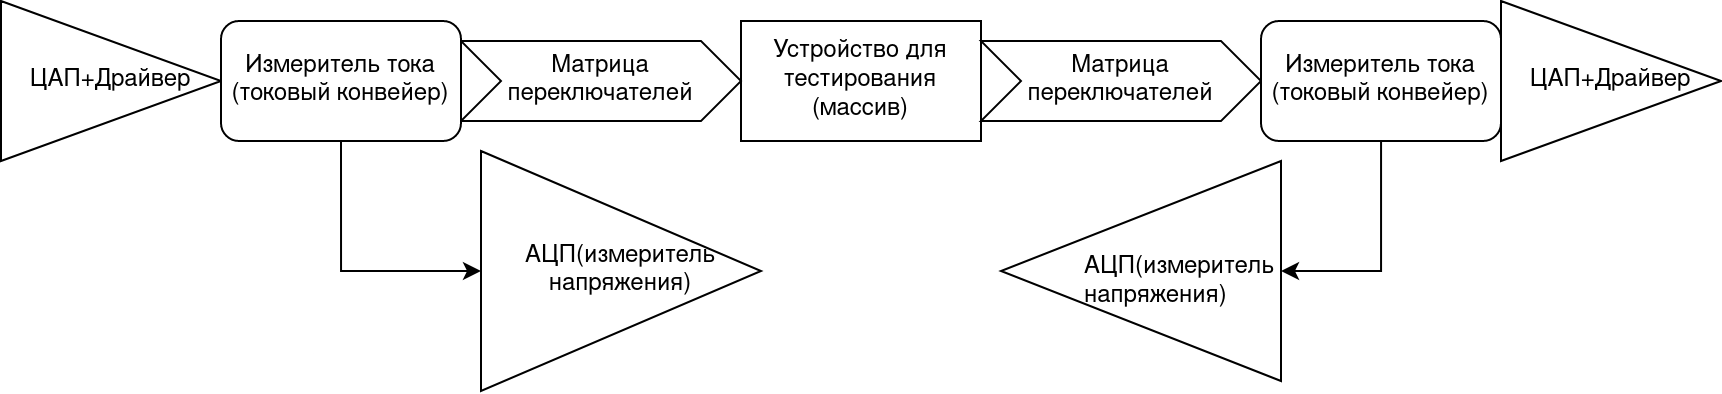 ЦАП+Драйвер
Измеритель тока
(токовый конвейер)
Матрица
переключателей
Устройство для
тестирования
(массив)
Матрица
переключателей
Измеритель тока
(токовый конвейер)
ЦАП+Драйвер
АЦП(измеритель
напряжения)
АЦП(измеритель
напряжения)